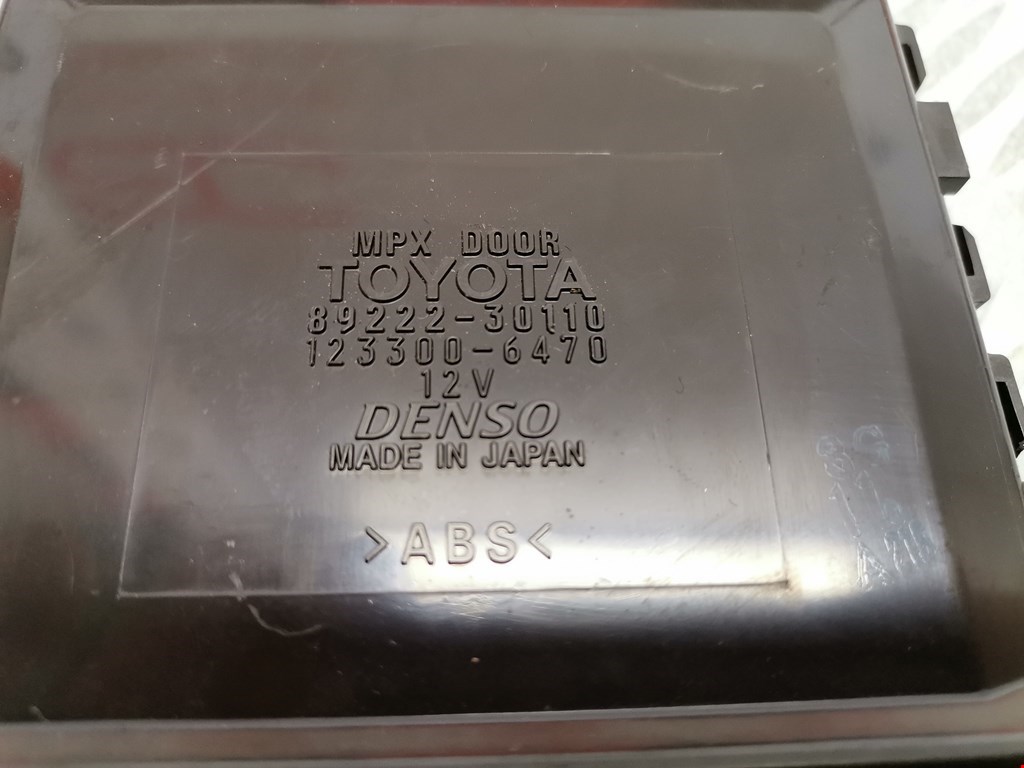 MPX DOOR
TOYOTA
89222-30110
123300-6470
12V
DENSO
MADE IN JAPAN
>ABS<